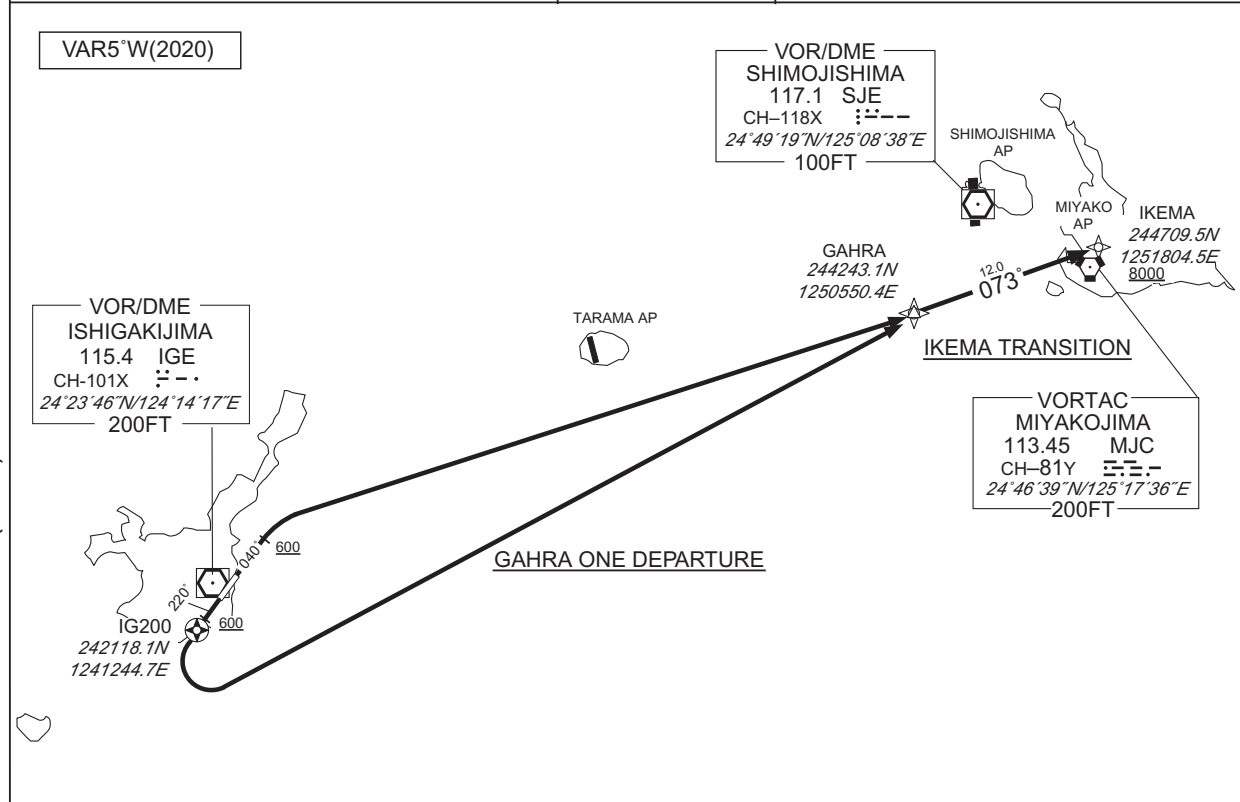 VAR5°W(2020)
VOR/DME
SHIMOJISHIMA
117.1 SJE
CH–118X
24°49′19″N/125°08′38″E
100FT
SHIMOJISHIMA
AP
MIYAKO
AP
IKEMA
244709.5N
1251804.5E
8000
GAHRA
244243.1N
1250550.4E
12.0
073°
IKEMA TRANSITION
TARAMA AP
VOR/DME
ISHIGAKIJIMA
115.4 IGE
CH-101X
24°23′46″N/124°14′17″E
200FT
VORTAC
MIYAKOJIMA
113.45 MJC
CH–81Y
24°46′39″N/125°17′36″E
200FT
GAHRA ONE DEPARTURE
040°
600
220°
600
IG200
242118.1N
1241244.7E